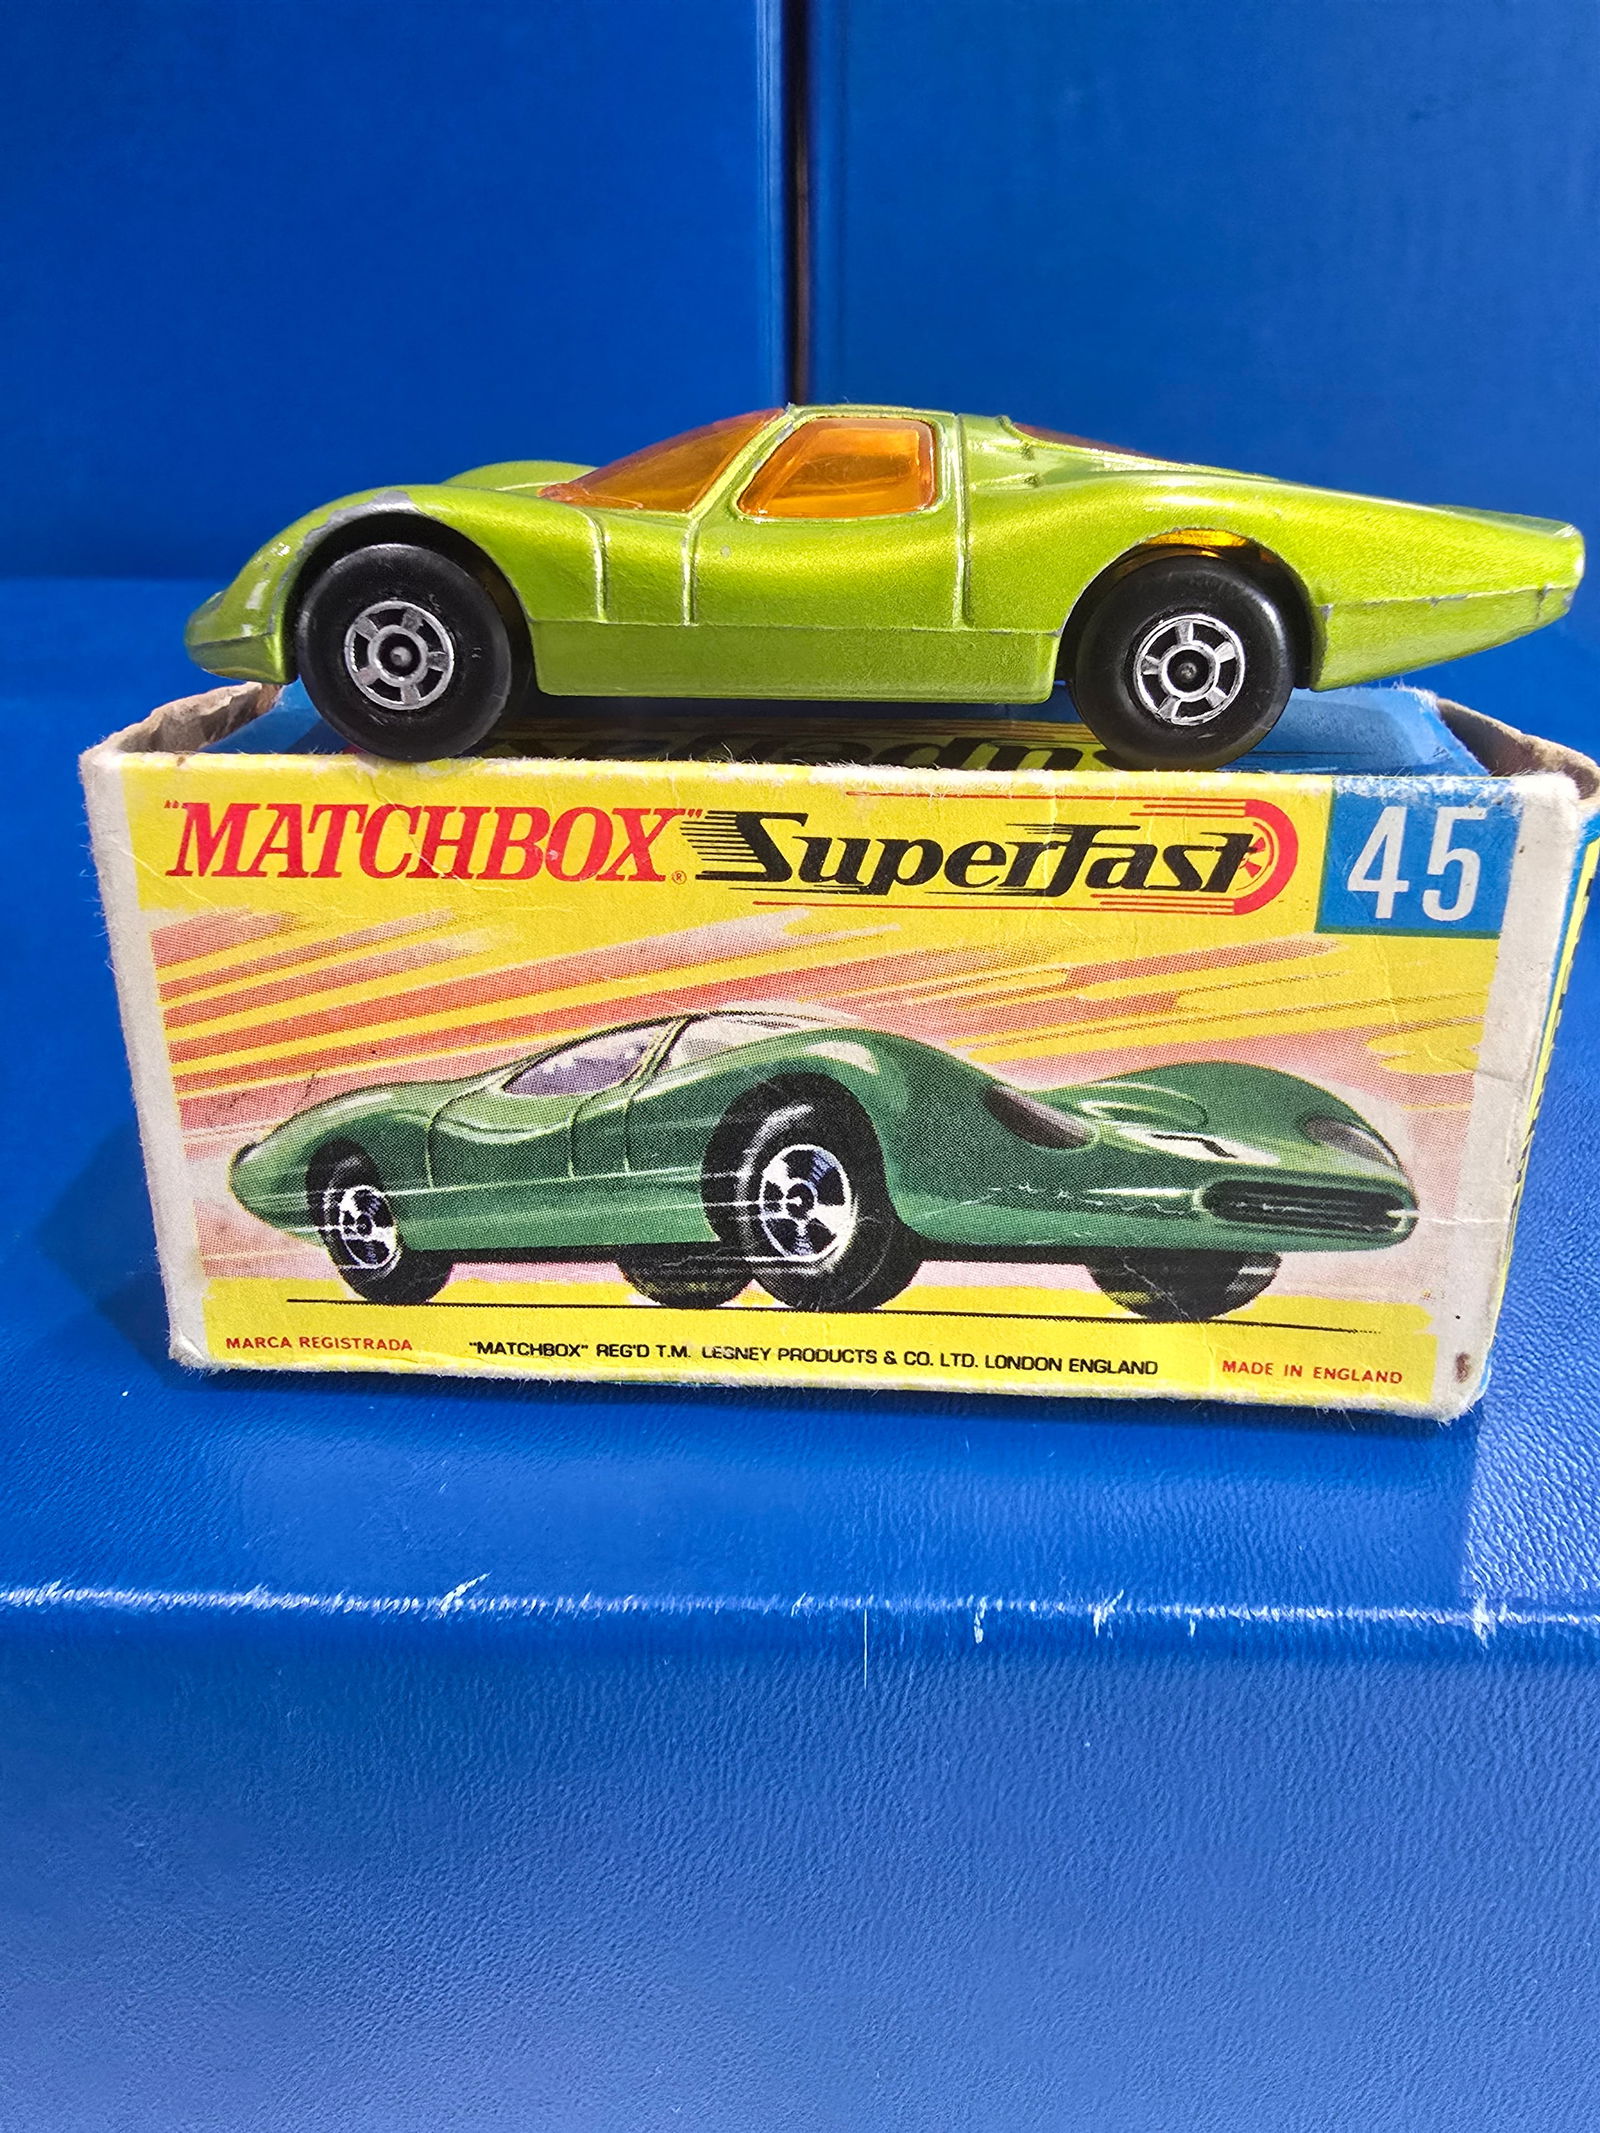 "MATCHBOX"® Superfast
45
MARCA REGISTRADA
"MATCHBOX" REG'D T.M. LESNEY PRODUCTS & CO. LTD. LONDON ENGLAND
MADE IN ENGLAND